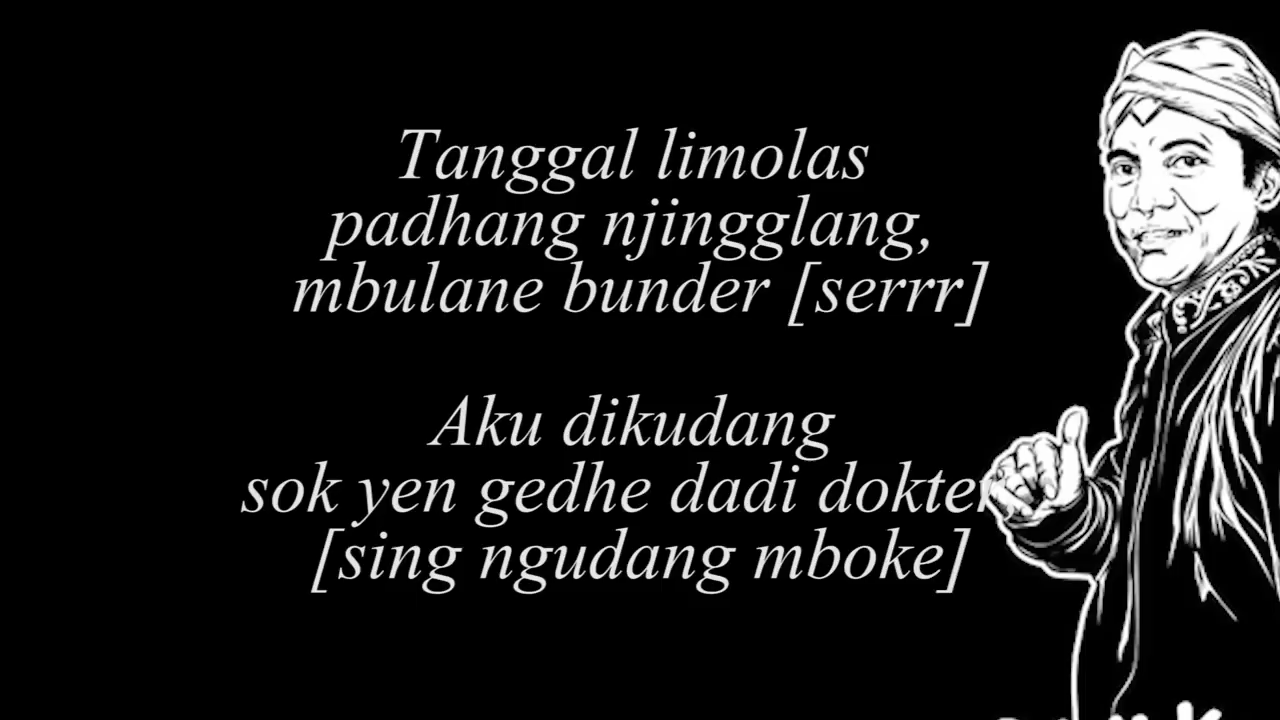 Tanggal limolas
padhang njingglang,
mbulane bunder [serrr]
Aku dikudang
sok yen gedhe dadi dokter
[sing ngudang mboke]